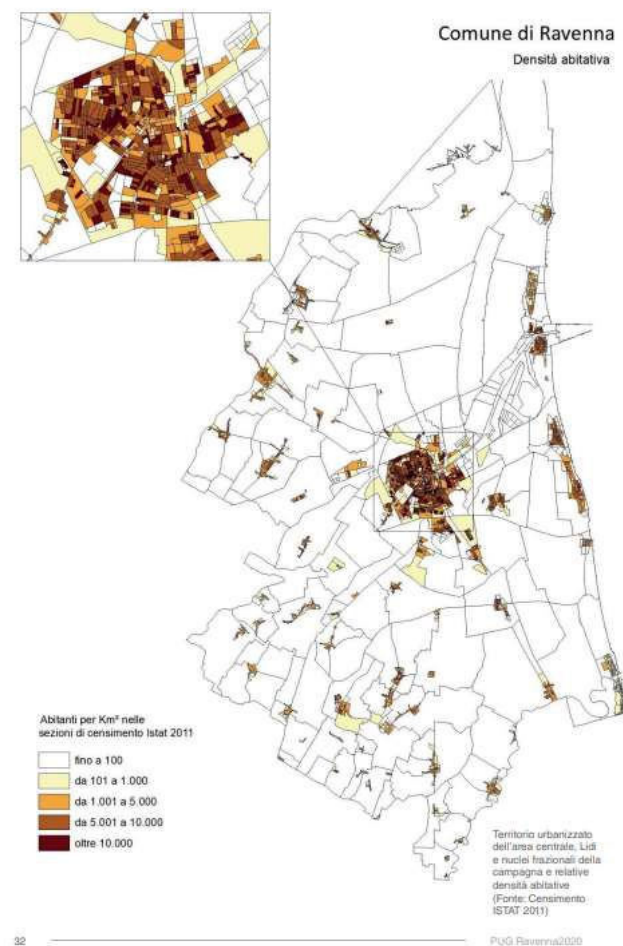 Comune di Ravenna
Densità abitativa
Abitanti per Km² nelle
sezioni di censimento Istat 2011
fino a 100
da 101 a 1.000
da 1.001 a 5.000
da 5.001 a 10.000
oltre 10.000
Territorio urbanizzato
dell'area centrale, Lidi
e nuclei frazionali della
campagna e relative
densità abitative
(Fonte: Censimento
ISTAT 2011)
32
PUG Ravenna2020